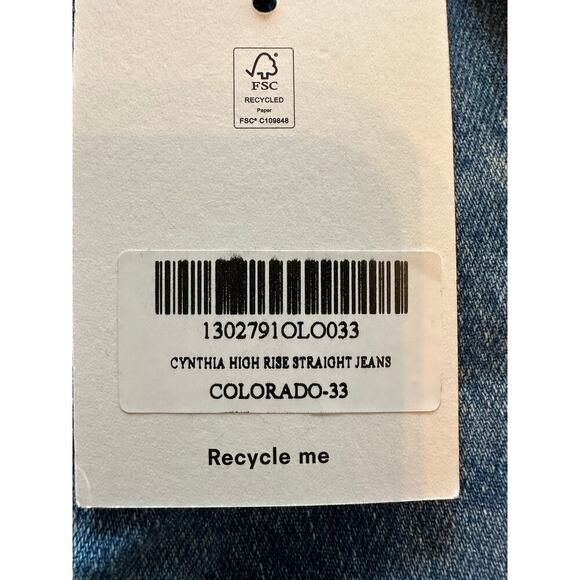 FSC
RECYCLED
Paper
FSC® C109848
1302791OLO033
CYNTHIA HIGH RISE STRAIGHT JEANS
COLORADO-33
Recycle me